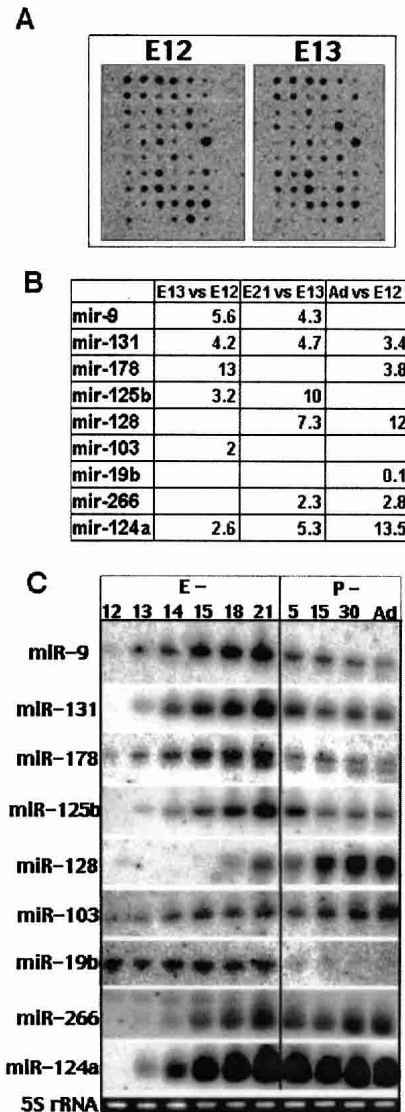 A
E12 E13
B
E13 vs E12 E21 vs E13 Ad vs E12
mir-9 5.6 4.3
mir-131 4.2 4.7 3.4
mir-178 13 3.8
mir-125b 3.2 10
mir-128 7.3 12
mir-103 2
mir-19b 0.1
mir-266 2.3 2.8
mir-124a 2.6 5.3 13.5
C
E- P-
12 13 14 15 18 21 5 15 30 Ad
miR-9
miR-131
miR-178
miR-125b
miR-128
miR-103
miR-19b
miR-266
miR-124a
5S rRNA